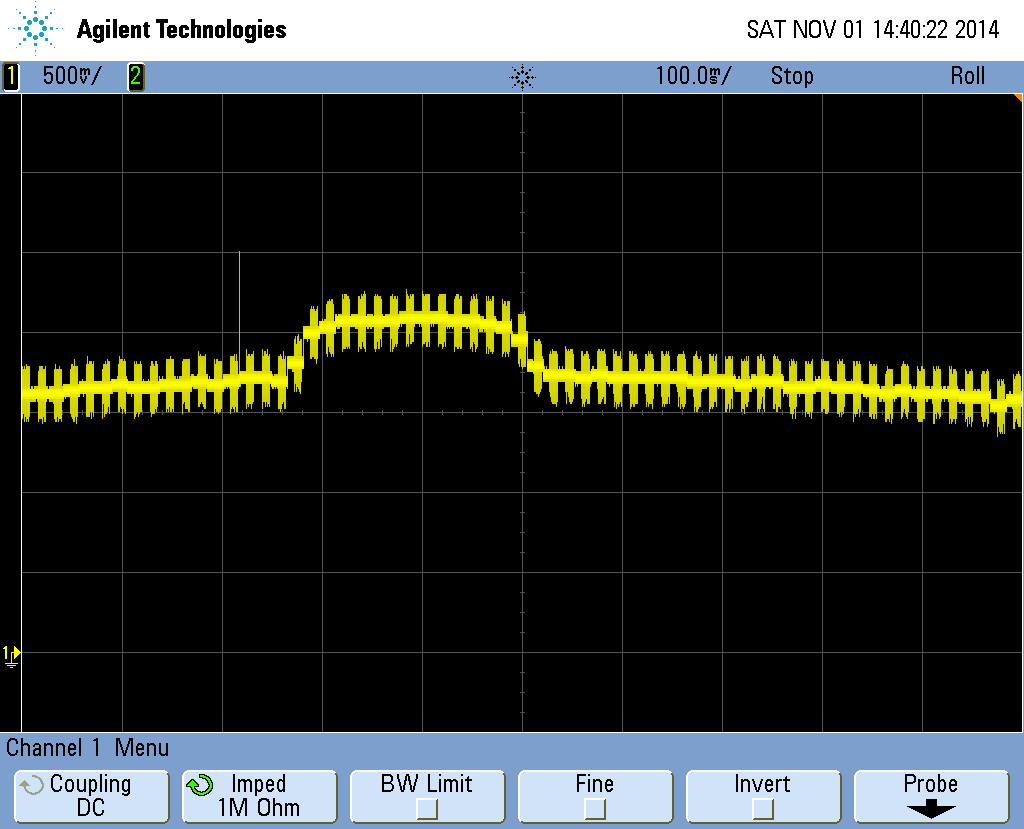 Agilent Technologies
SAT NOV 01 14:40:22 2014
1 500mV/ 2 100.0ms/ Stop Roll
1
Channel 1 Menu
Coupling Imped BW Limit Fine Invert Probe
DC 1M Ohm